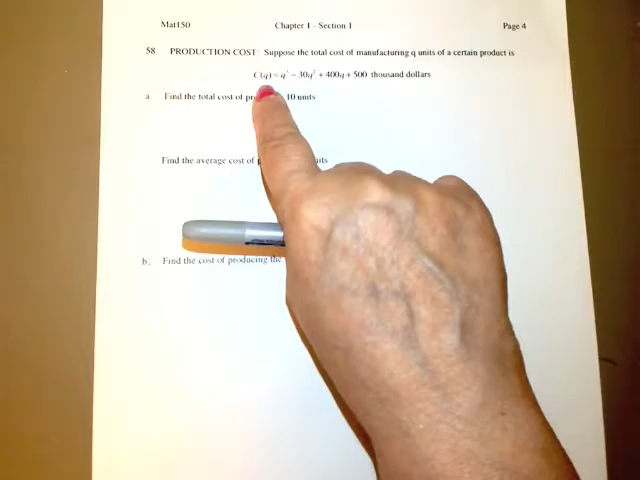 Mat150 Chapter 1 - Section 1 Page 4
58. PRODUCTION COST: Suppose the total cost of manufacturing q units of a certain product is
C(q) = q³ − 30q² + 400q + 500 thousand dollars
a. Find the total cost of 10 units
Find the average cost of
b. Find the cost of producing the